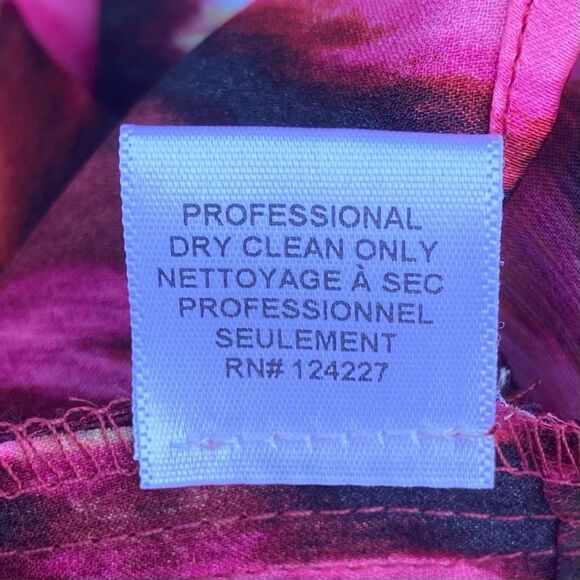 PROFESSIONAL
DRY CLEAN ONLY
NETTOYAGE À SEC
PROFESSIONNEL
SEULEMENT
RN# 124227